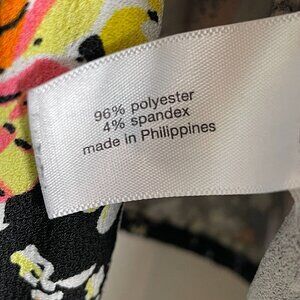 96% polyester
4% spandex
made in Philippines